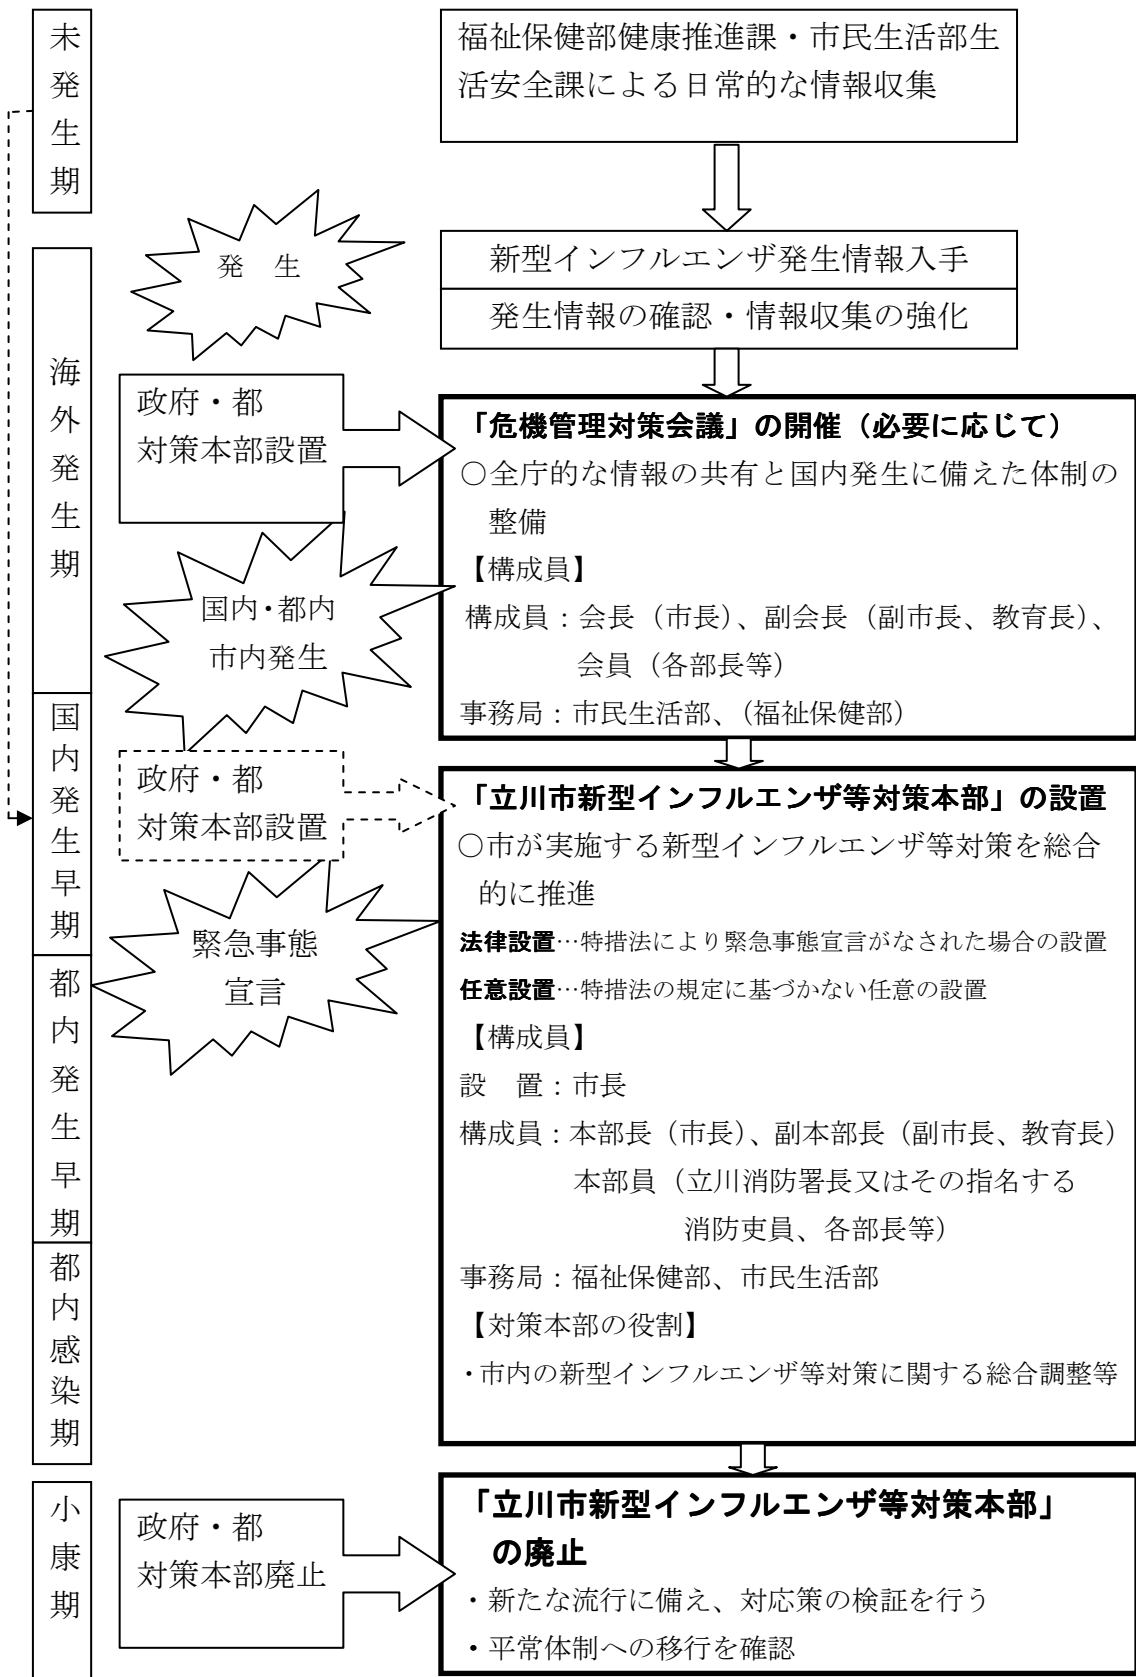 未発生期
福祉保健部健康推進課・市民生活部生
活安全課による日常的な情報収集
発　生
新型インフルエンザ発生情報入手
発生情報の確認・情報収集の強化
海外発生期
政府・都
対策本部設置
「危機管理対策会議」の開催（必要に応じて）
○全庁的な情報の共有と国内発生に備えた体制の
整備
【構成員】
構成員：会長（市長）、副会長（副市長、教育長）、
会員（各部長等）
事務局：市民生活部、（福祉保健部）
国内・都内
市内発生
国内発生早期
政府・都
対策本部設置
「立川市新型インフルエンザ等対策本部」の設置
○市が実施する新型インフルエンザ等対策を総合
的に推進
法律設置…特措法により緊急事態宣言がなされた場合の設置
任意設置…特措法の規定に基づかない任意の設置
【構成員】
設　置：市長
構成員：本部長（市長）、副本部長（副市長、教育長）
本部員（立川消防署長又はその指名する
消防吏員、各部長等）
事務局：福祉保健部、市民生活部
【対策本部の役割】
・市内の新型インフルエンザ等対策に関する総合調整等
緊急事態
宣言
都内発生早期
都内感染期
小康期
政府・都
対策本部廃止
「立川市新型インフルエンザ等対策本部」
の廃止
・新たな流行に備え、対応策の検証を行う
・平常体制への移行を確認